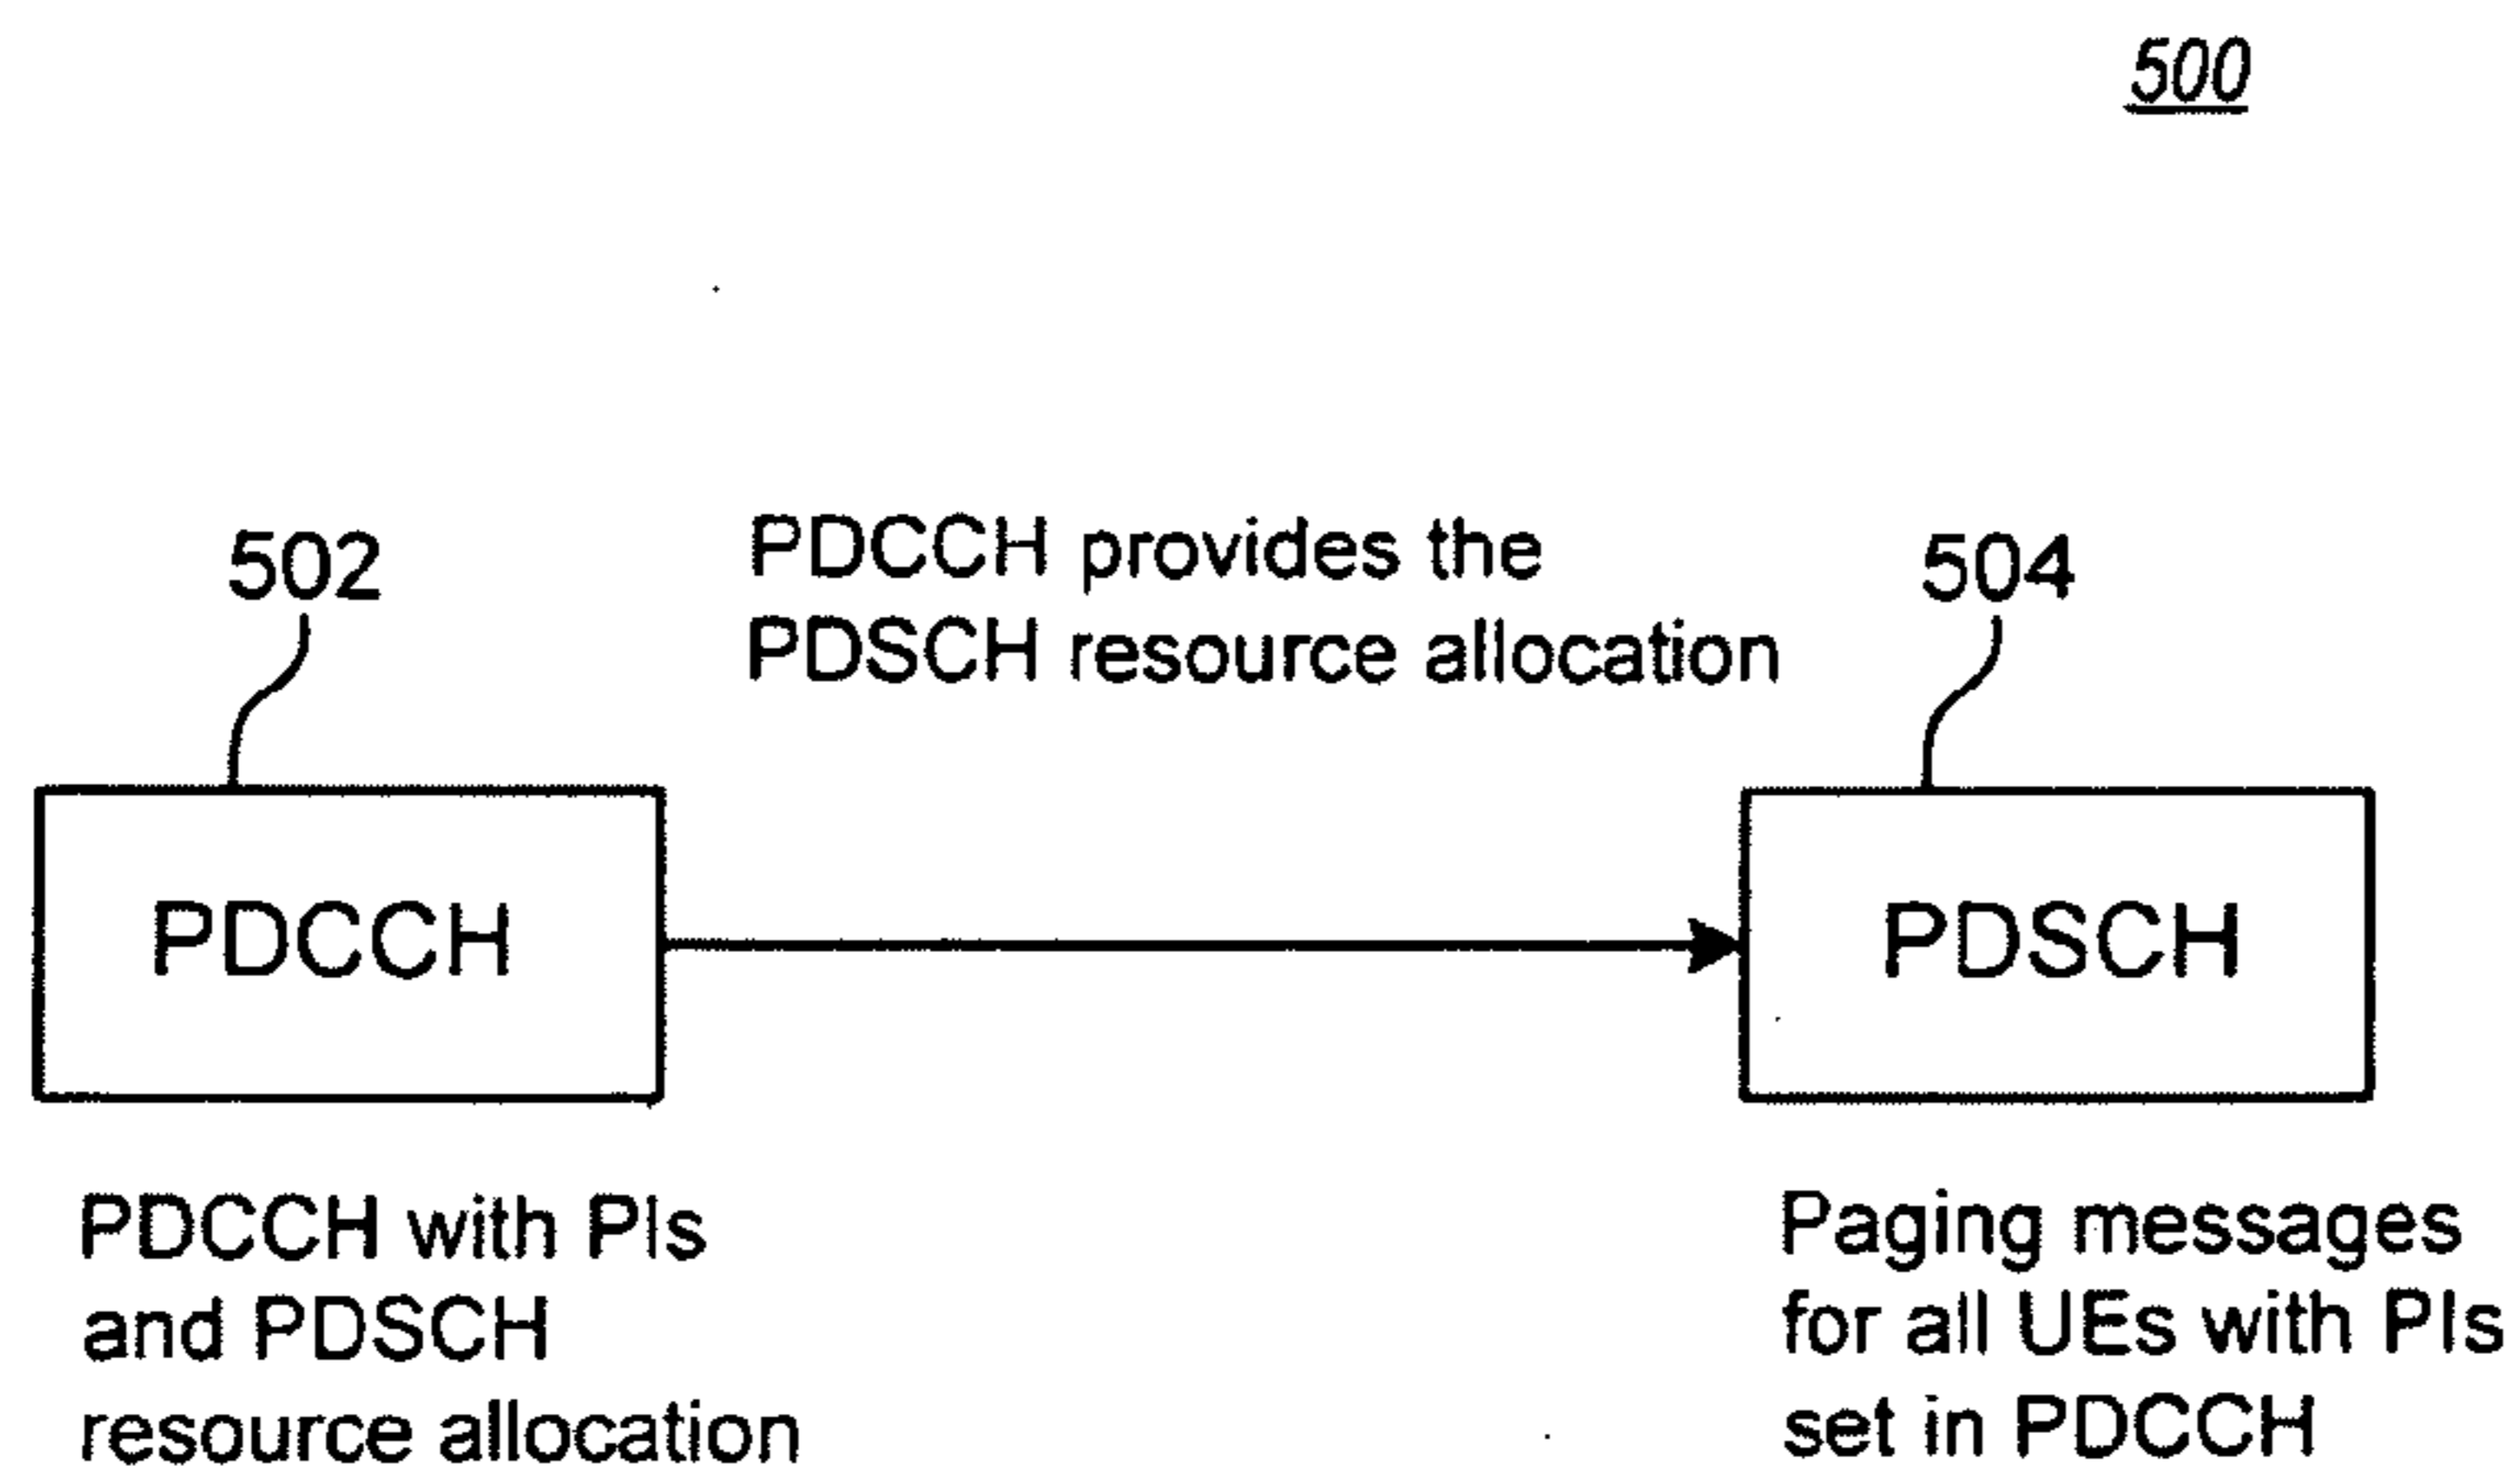 500
502
PDCCH provides the
PDSCH resource allocation
504
PDCCH
PDSCH
PDCCH with PIs
and PDSCH
resource allocation
Paging messages
for all UEs with PIs
set in PDCCH